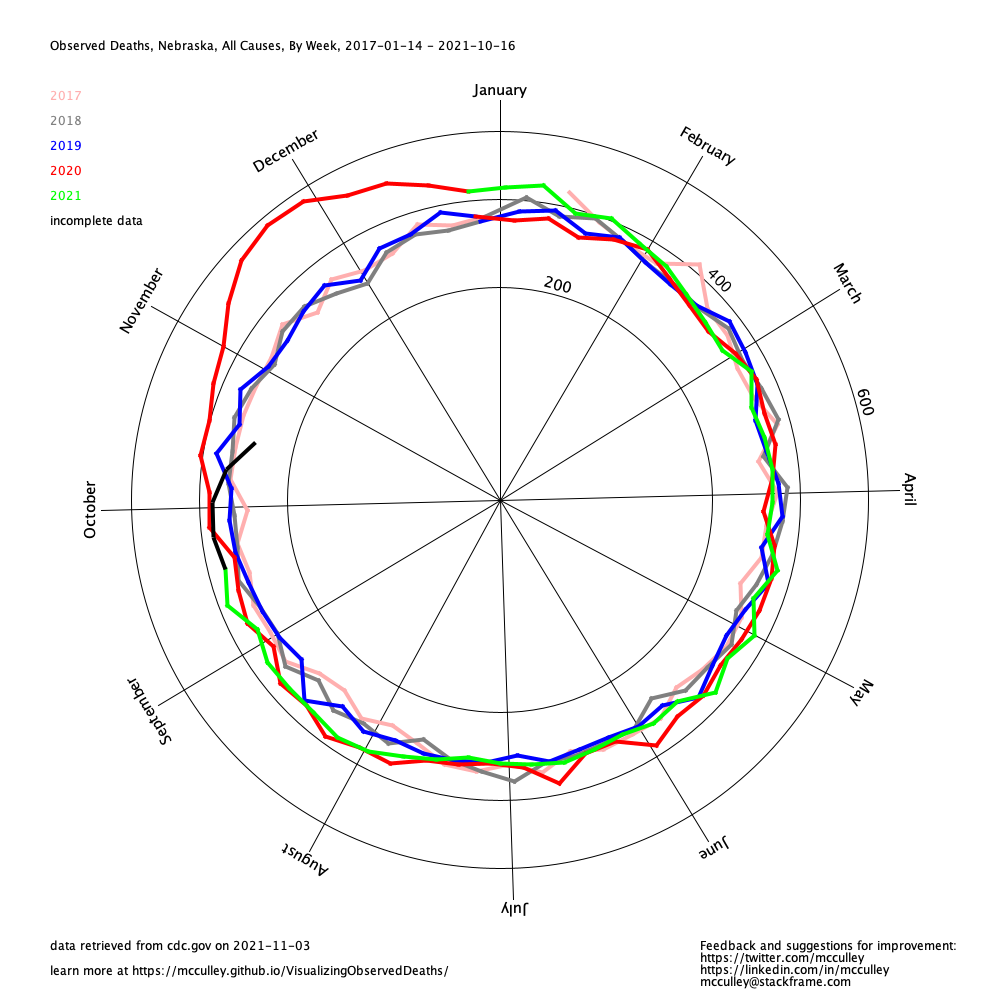 Observed Deaths, Nebraska, All Causes, By Week, 2017-01-14 - 2021-10-16
2017
2018
2019
2020
2021
incomplete data
January
February
March
April
May
June
July
August
September
October
November
December
200
400
600
data retrieved from cdc.gov on 2021-11-03
learn more at https://mcculley.github.io/VisualizingObservedDeaths/
Feedback and suggestions for improvement:
https://twitter.com/mcculley
https://linkedin.com/in/mcculley
mcculley@stackframe.com